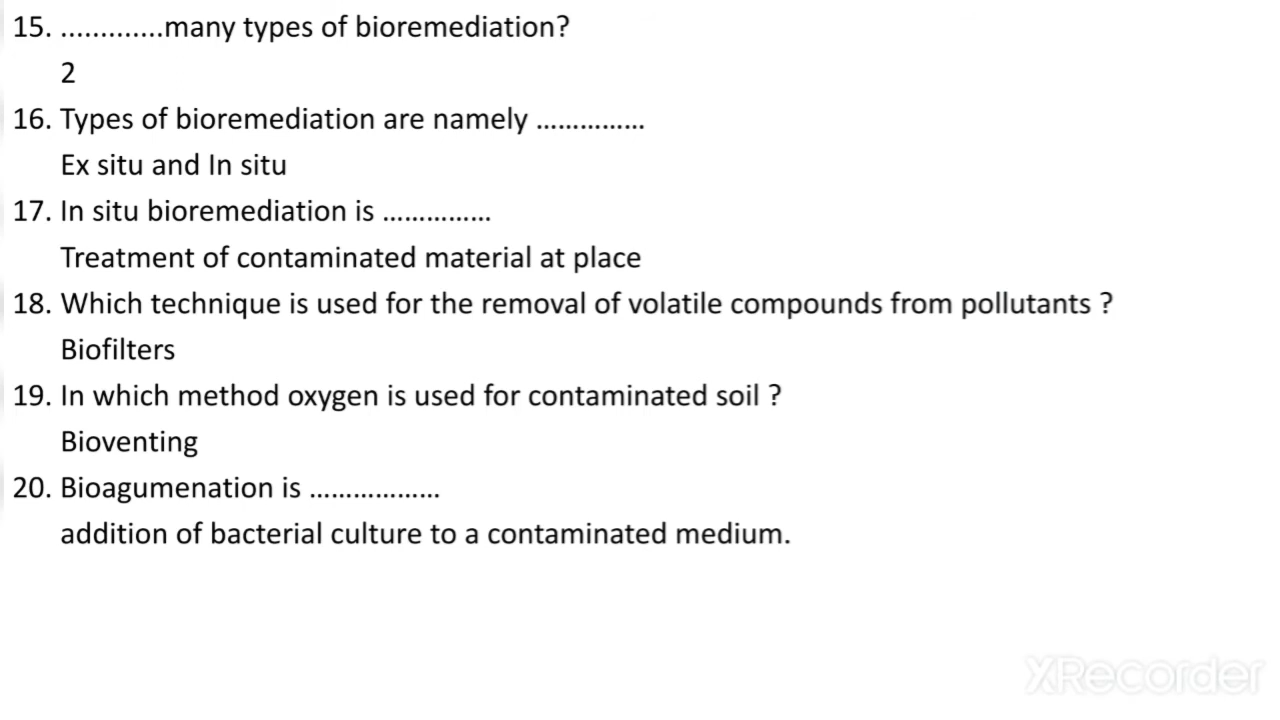 15. .............many types of bioremediation?
2
16. Types of bioremediation are namely ...............
Ex situ and In situ
17. In situ bioremediation is ...............
Treatment of contaminated material at place
18. Which technique is used for the removal of volatile compounds from pollutants ?
Biofilters
19. In which method oxygen is used for contaminated soil ?
Bioventing
20. Bioagumenation is ..................
addition of bacterial culture to a contaminated medium.
XRecorder